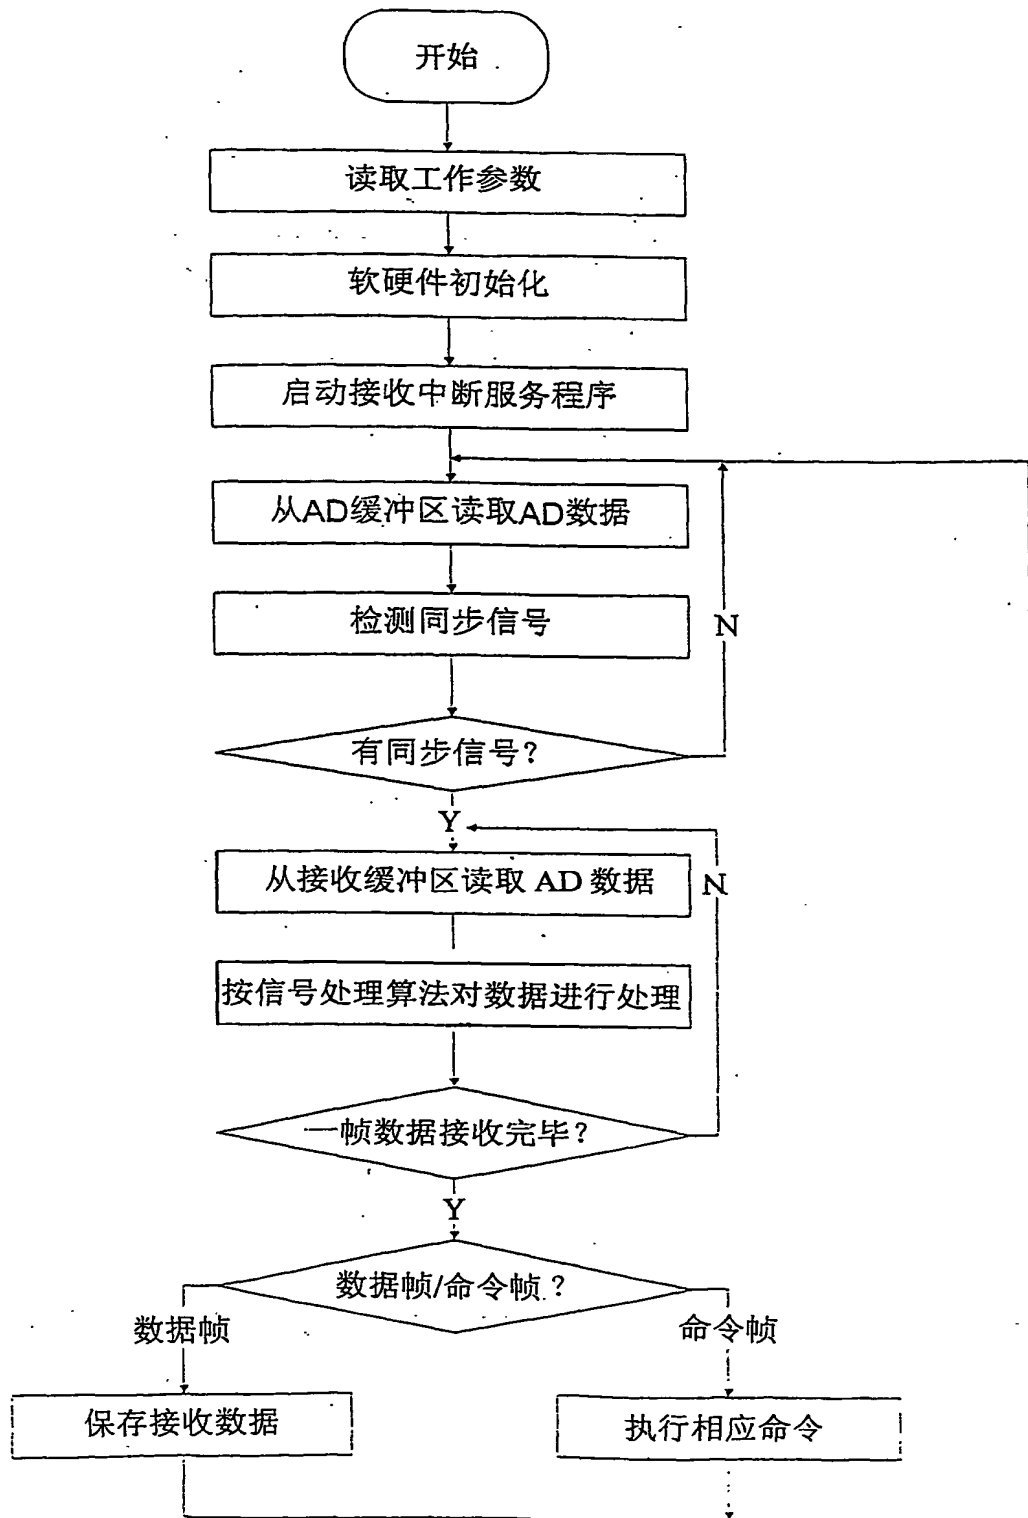 开始
读取工作参数
软硬件初始化
启动接收中断服务程序
从AD缓冲区读取AD数据
检测同步信号
N
有同步信号?
Y
从接收缓冲区读取 AD 数据
N
按信号处理算法对数据进行处理
一帧数据接收完毕?
Y
数据帧/命令帧?
数据帧
命令帧
保存接收数据
执行相应命令